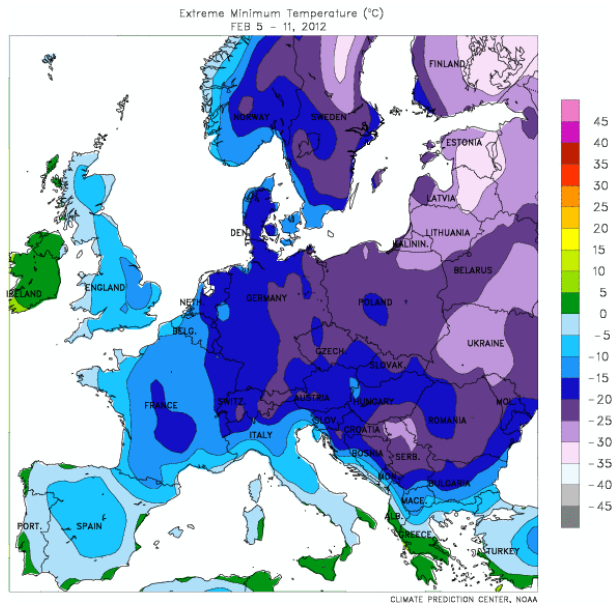 Extreme Minimum Temperature (°C)
FEB 5 - 11, 2012
FINLAND
NORWAY
SWEDEN
ESTONIA
LATVIA
LITHUANIA
KALININ.
DEN.
BELARUS
IRELAND
ENGLAND
NETH.
GERMANY
POLAND
BELG.
UKRAINE
CZECH
SLOVAK.
FRANCE
SWITZ.
AUSTRIA
HUNGARY
MOL.
SLOV.
CROATIA
ROMANIA
ITALY
BOSNIA
SERB.
MON.
BULGARIA
MACE.
ALB.
PORT.
SPAIN
GREECE
TURKEY
45
40
35
30
25
20
15
10
5
0
-5
-10
-15
-20
-25
-30
-35
-40
-45
CLIMATE PREDICTION CENTER, NOAA